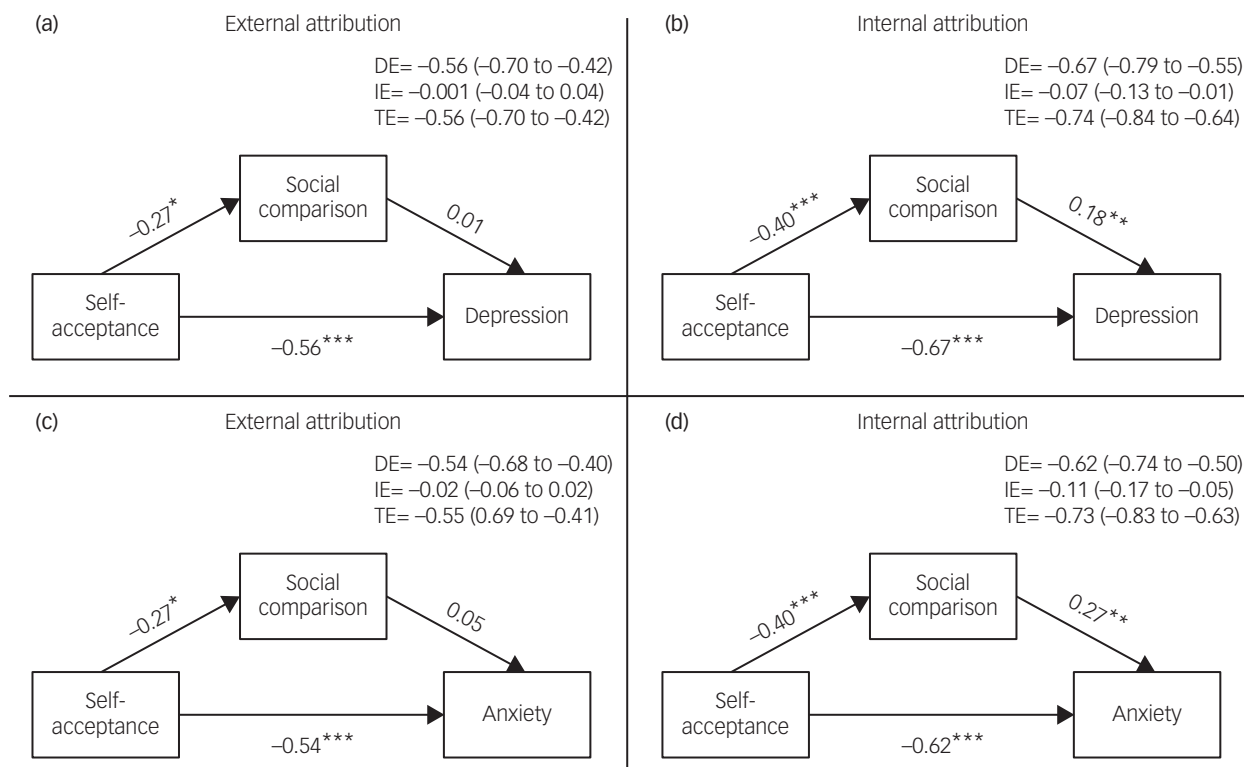 (a) External attribution
DE= –0.56 (–0.70 to –0.42)
IE= –0.001 (–0.04 to 0.04)
TE= –0.56 (–0.70 to –0.42)
Social
comparison
–0.27*
0.01
Self-
acceptance
Depression
–0.56***
(b) Internal attribution
DE= –0.67 (–0.79 to –0.55)
IE= –0.07 (–0.13 to –0.01)
TE= –0.74 (–0.84 to –0.64)
Social
comparison
–0.40***
0.18**
Self-
acceptance
Depression
–0.67***
(c) External attribution
DE= –0.54 (–0.68 to –0.40)
IE= –0.02 (–0.06 to 0.02)
TE= –0.55 (0.69 to –0.41)
Social
comparison
–0.27*
0.05
Self-
acceptance
Anxiety
–0.54***
(d) Internal attribution
DE= –0.62 (–0.74 to –0.50)
IE= –0.11 (–0.17 to –0.05)
TE= –0.73 (–0.83 to –0.63)
Social
comparison
–0.40***
0.27**
Self-
acceptance
Anxiety
–0.62***